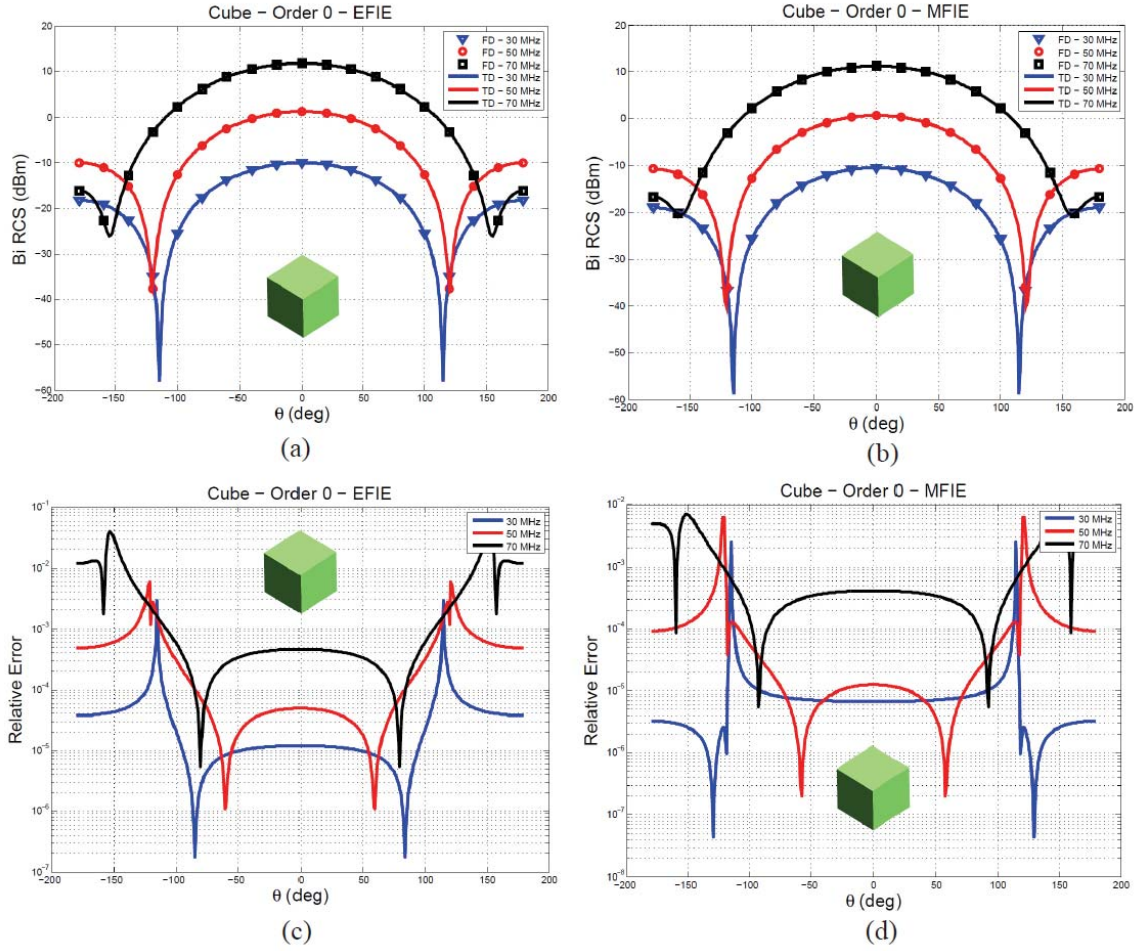 Cube − Order 0 − EFIE
20
10
0
−10
−20
−30
−40
−50
−60
Bi RCS (dBm)
FD − 30 MHz
FD − 50 MHz
FD − 70 MHz
TD − 30 MHz
TD − 50 MHz
TD − 70 MHz
−200 −150 −100 −50 0 50 100 150 200
θ (deg)
(a)
Cube − Order 0 − MFIE
20
10
0
−10
−20
−30
−40
−50
−60
Bi RCS (dBm)
FD − 30 MHz
FD − 50 MHz
FD − 70 MHz
TD − 30 MHz
TD − 50 MHz
TD − 70 MHz
−200 −150 −100 −50 0 50 100 150 200
θ (deg)
(b)
Cube − Order 0 − EFIE
10^-1
10^-2
10^-3
10^-4
10^-5
10^-6
10^-7
Relative Error
30 MHz
50 MHz
70 MHz
−200 −150 −100 −50 0 50 100 150 200
θ (deg)
(c)
Cube − Order 0 − MFIE
10^-2
10^-3
10^-4
10^-5
10^-6
10^-7
10^-8
Relative Error
30 MHz
50 MHz
70 MHz
−200 −150 −100 −50 0 50 100 150 200
θ (deg)
(d)